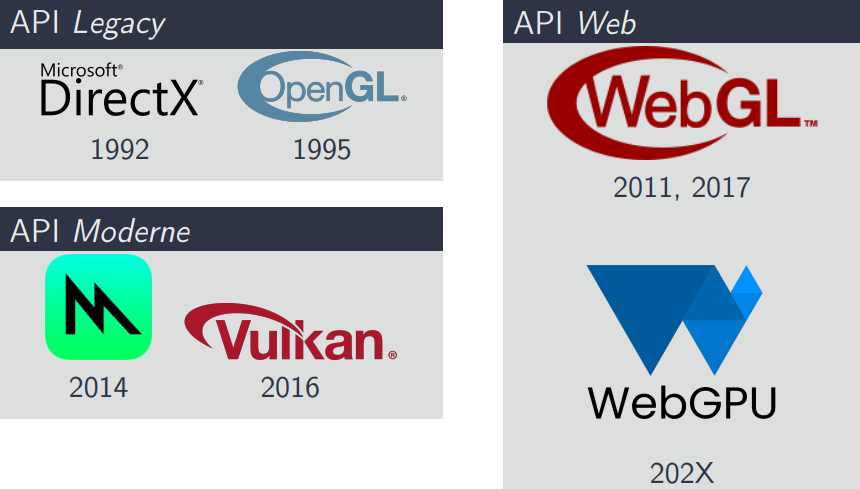 API Legacy
Microsoft®
DirectX®
OpenGL®
1992
1995
API Moderne
Vulkan®
2014
2016
API Web
WebGL™
2011, 2017
WebGPU
202X